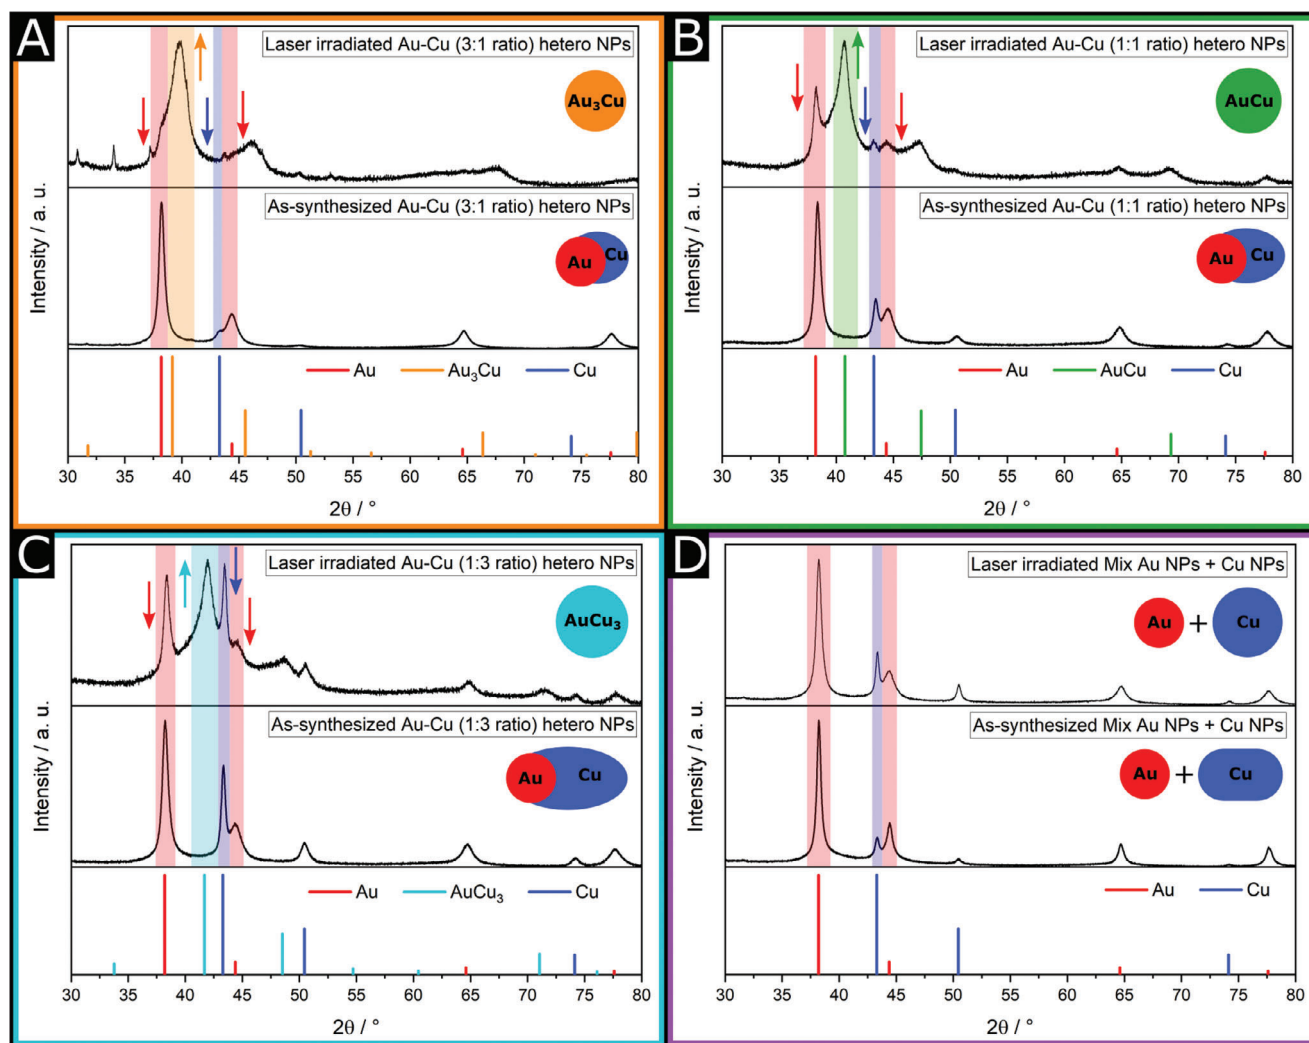 A
Laser irradiated Au-Cu (3:1 ratio) hetero NPs
Au₃Cu
As-synthesized Au-Cu (3:1 ratio) hetero NPs
Au Cu
Intensity / a. u.
Au Au₃Cu Cu
30 35 40 45 50 55 60 65 70 75 80
2θ / °
B
Laser irradiated Au-Cu (1:1 ratio) hetero NPs
AuCu
As-synthesized Au-Cu (1:1 ratio) hetero NPs
Au Cu
Intensity / a. u.
Au AuCu Cu
30 35 40 45 50 55 60 65 70 75 80
2θ / °
C
Laser irradiated Au-Cu (1:3 ratio) hetero NPs
AuCu₃
As-synthesized Au-Cu (1:3 ratio) hetero NPs
Au Cu
Intensity / a. u.
Au AuCu₃ Cu
30 35 40 45 50 55 60 65 70 75 80
2θ / °
D
Laser irradiated Mix Au NPs + Cu NPs
Au + Cu
As-synthesized Mix Au NPs + Cu NPs
Au + Cu
Intensity / a. u.
Au Cu
30 35 40 45 50 55 60 65 70 75 80
2θ / °